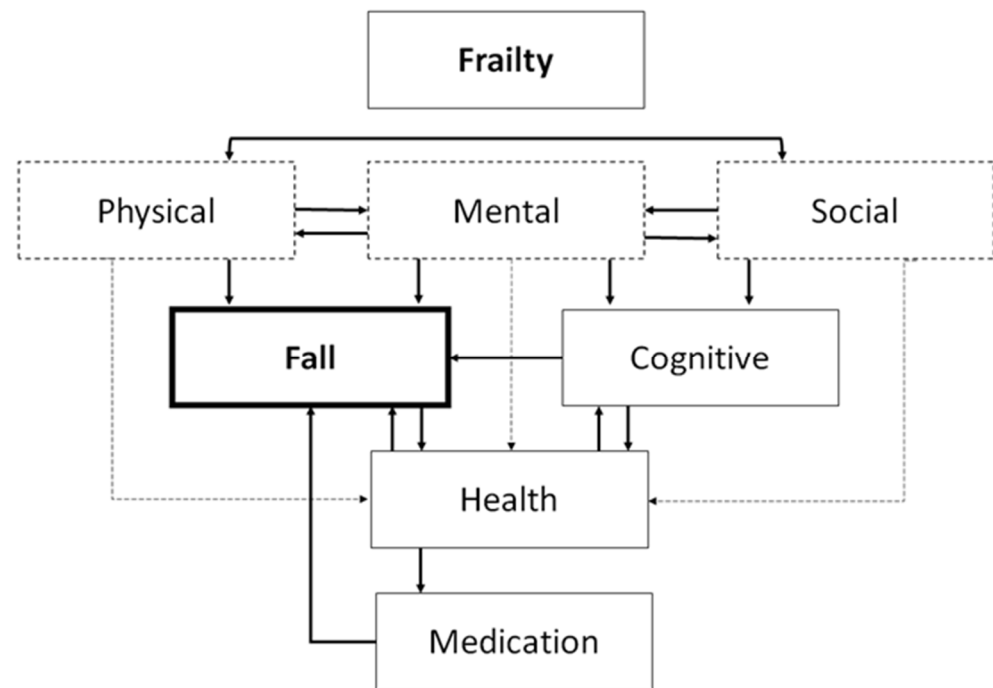 Frailty
Physical
Mental
Social
Fall
Cognitive
Health
Medication